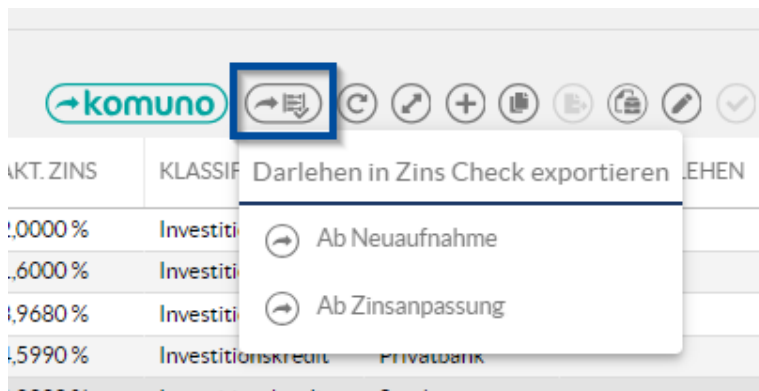 komuno
AKT. ZINS KLASSIF Darlehen in Zins Check exportieren LEHEN
2,0000 % Investiti
Ab Neuaufnahme
,6000 % Investiti
Ab Zinsanpassung
,9680 % Investiti
,5990 % Investitionskredit Privatbank